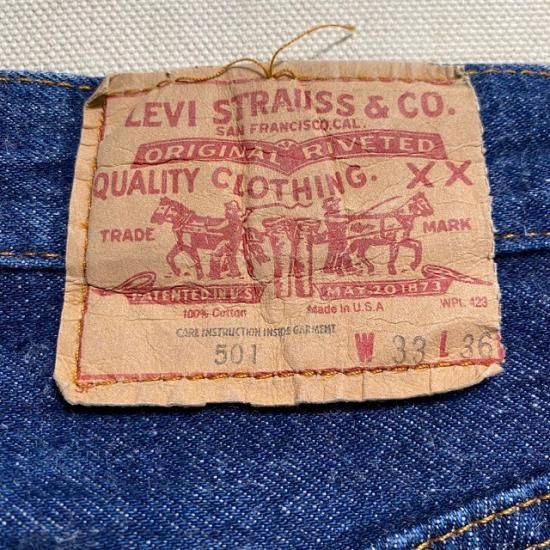 LEVI STRAUSS & CO.
SAN FRANCISCO, CAL.
ORIGINAL RIVETED
QUALITY CLOTHING. XX
TRADE MARK
PATENTED IN U.S. MAY 20 1873
100% Cotton Made in U.S.A WPL 423
CARE INSTRUCTION INSIDE GARMENT
501 W 33 L 36